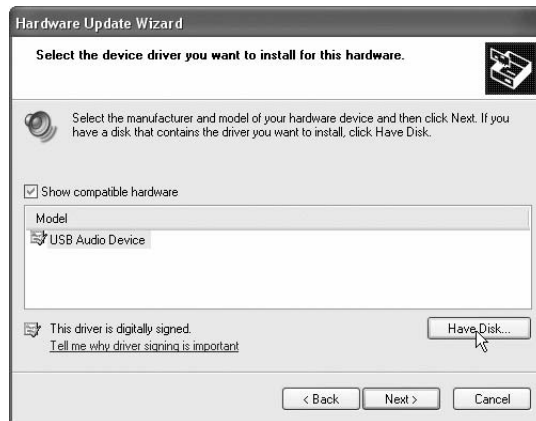 Hardware Update Wizard
Select the device driver you want to install for this hardware.
Select the manufacturer and model of your hardware device and then click Next. If you
have a disk that contains the driver you want to install, click Have Disk.
Show compatible hardware
Model
USB Audio Device
This driver is digitally signed.
Tell me why driver signing is important
Have Disk...
< Back
Next >
Cancel